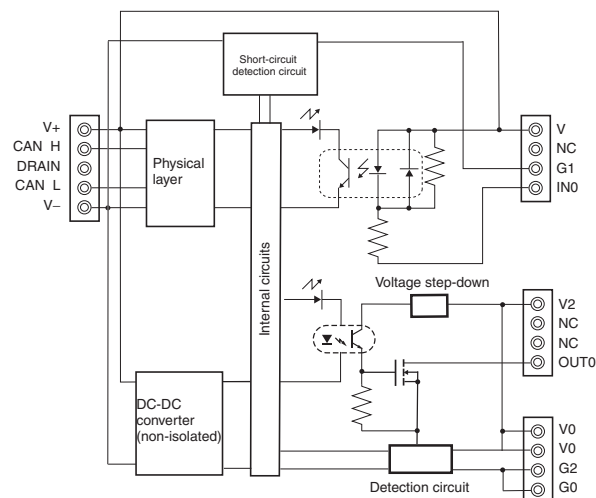 Short-circuit
detection circuit
V+
CAN H
DRAIN
CAN L
V−
Physical
layer
V
NC
G1
IN0
Internal circuits
Voltage step-down
V2
NC
NC
OUT0
DC-DC
converter
(non-isolated)
V0
V0
G2
G0
Detection circuit